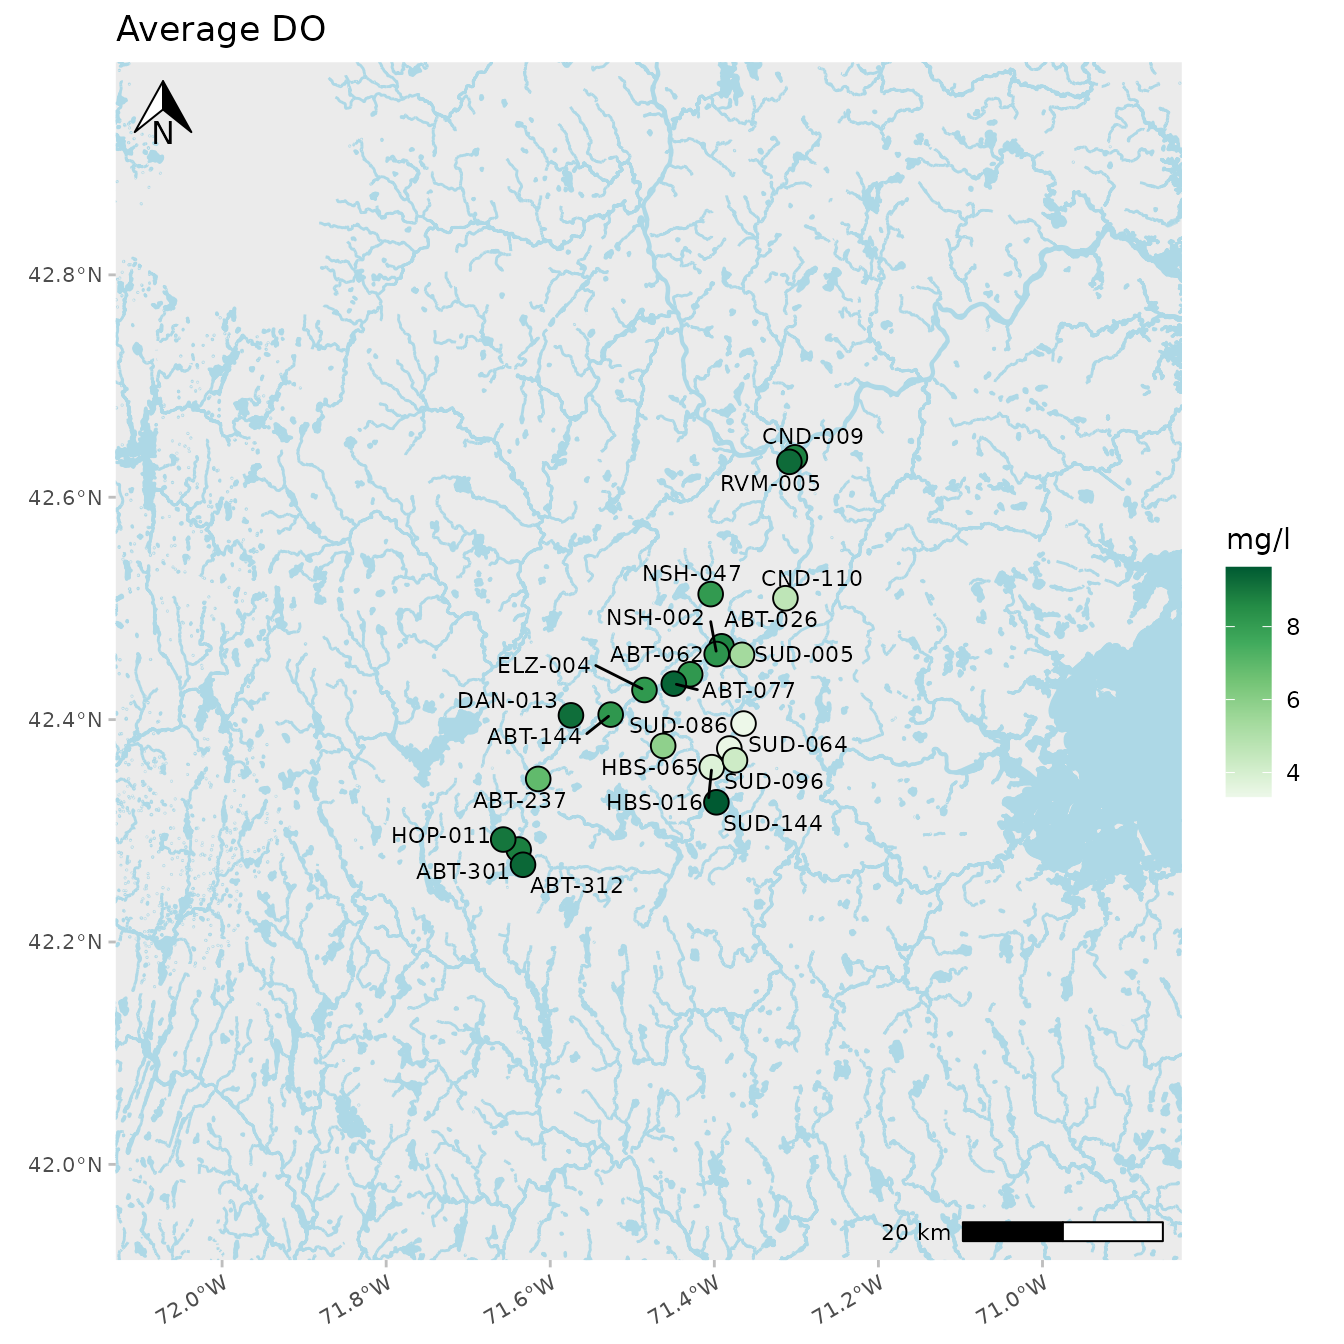 Average DO
N
42.8°N
42.6°N
42.4°N
42.2°N
42.0°N
CND-009
RVM-005
NSH-047
CND-110
NSH-002
ABT-026
ABT-062
SUD-005
ELZ-004
ABT-077
DAN-013
SUD-086
ABT-144
SUD-064
HBS-065
SUD-096
ABT-237
HBS-016
SUD-144
HOP-011
ABT-301
ABT-312
mg/l
8
6
4
20 km
72.0°W
71.8°W
71.6°W
71.4°W
71.2°W
71.0°W